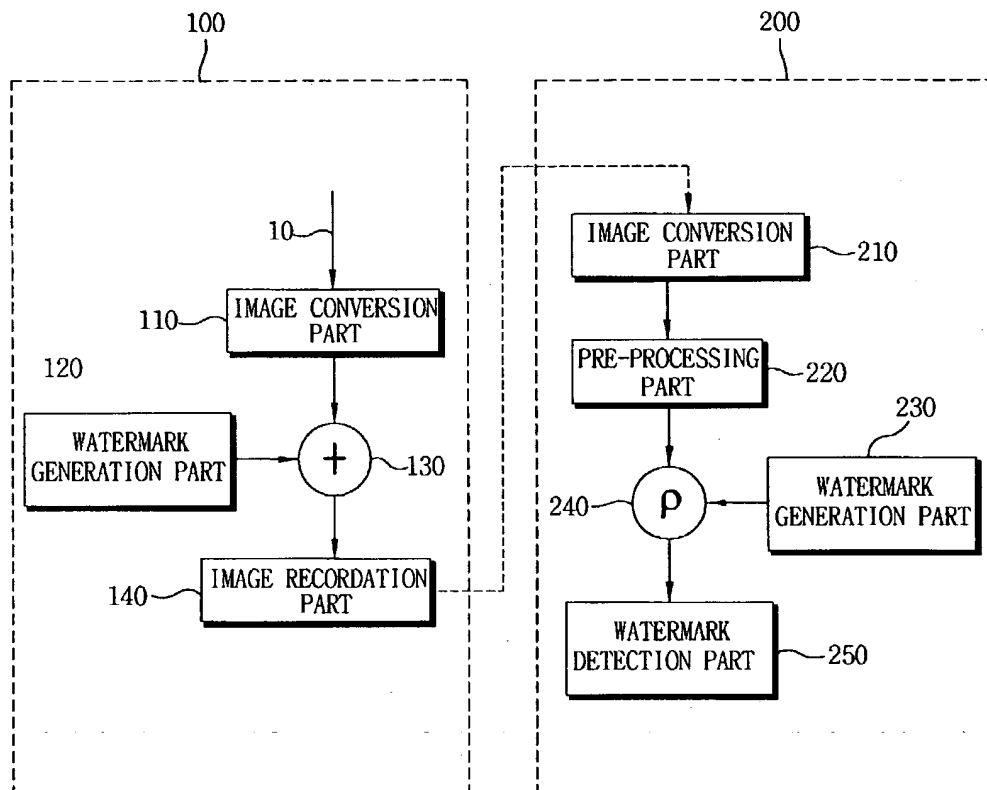 100
200
10
IMAGE CONVERSION
PART
110
120
WATERMARK
GENERATION PART
+
130
IMAGE RECORDATION
PART
140
IMAGE CONVERSION
PART
210
PRE-PROCESSING
PART
220
230
WATERMARK
GENERATION PART
240
ρ
WATERMARK
DETECTION PART
250